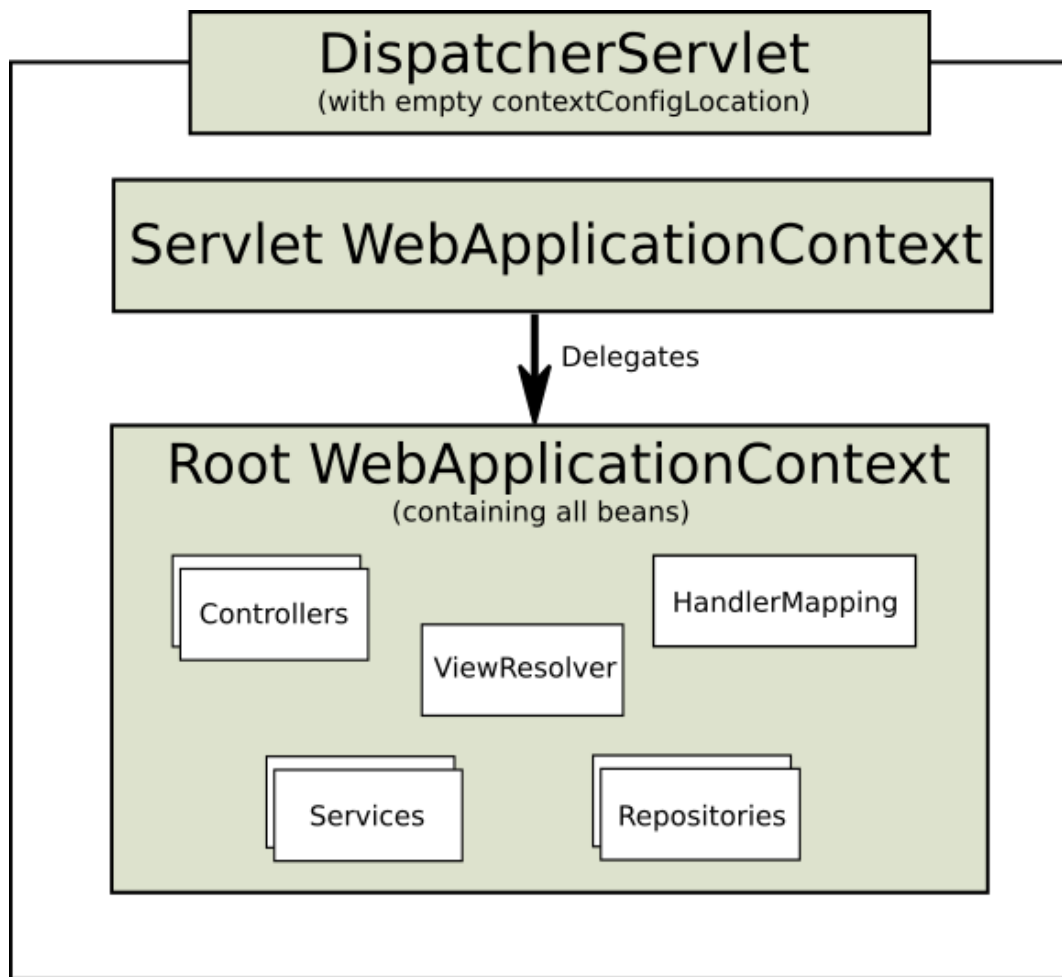 DispatcherServlet
(with empty contextConfigLocation)
Servlet WebApplicationContext
Delegates
Root WebApplicationContext
(containing all beans)
Controllers
HandlerMapping
ViewResolver
Services
Repositories